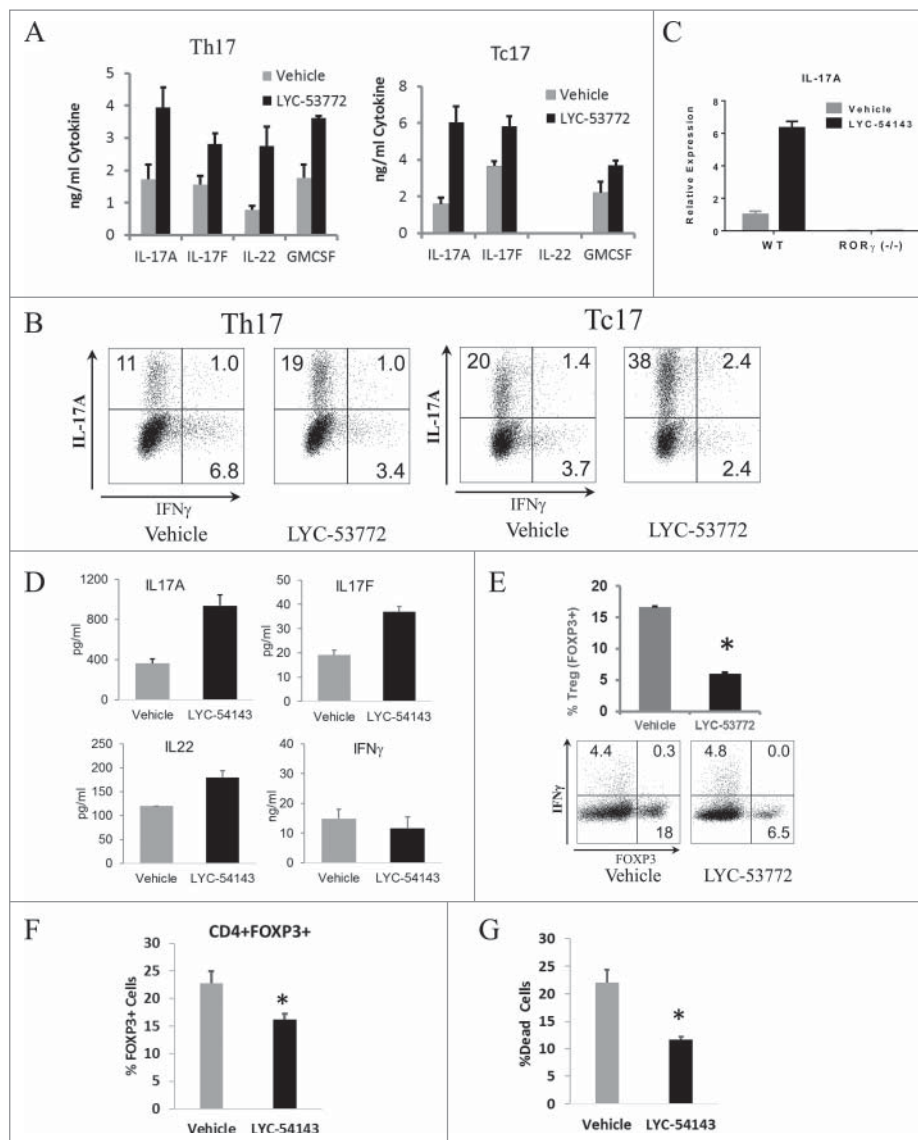 A
Th17
ng/ml Cytokine
5
4
3
2
1
0
Vehicle
LYC-53772
IL-17A IL-17F IL-22 GMCSF
Tc17
ng/ml Cytokine
8
6
4
2
0
Vehicle
LYC-53772
IL-17A IL-17F IL-22 GMCSF
C
IL-17A
Relative Expression
8
6
4
2
0
Vehicle
LYC-54143
WT RORγ (-/-)
B
Th17
IL-17A
11 1.0
6.8
19 1.0
3.4
IFNγ
Vehicle LYC-53772
Tc17
IL-17A
20 1.4
3.7
38 2.4
2.4
IFNγ
Vehicle LYC-53772
D
IL17A
pg/ml
1200
800
400
0
Vehicle LYC-54143
IL17F
pg/ml
50
40
30
20
10
0
Vehicle LYC-54143
IL22
pg/ml
250
200
150
100
50
0
Vehicle LYC-54143
IFNγ
ng/ml
40
30
20
10
0
Vehicle LYC-54143
E
% Treg (FOXP3+)
20
15
10
5
0
*
Vehicle LYC-53772
IFNγ
4.4 0.3
18
4.8 0.0
6.5
FOXP3
Vehicle LYC-53772
F
CD4+FOXP3+
% FOXP3+ Cells
30
25
20
15
10
5
0
*
Vehicle LYC-54143
G
%Dead Cells
30
25
20
15
10
5
0
*
Vehicle LYC-54143